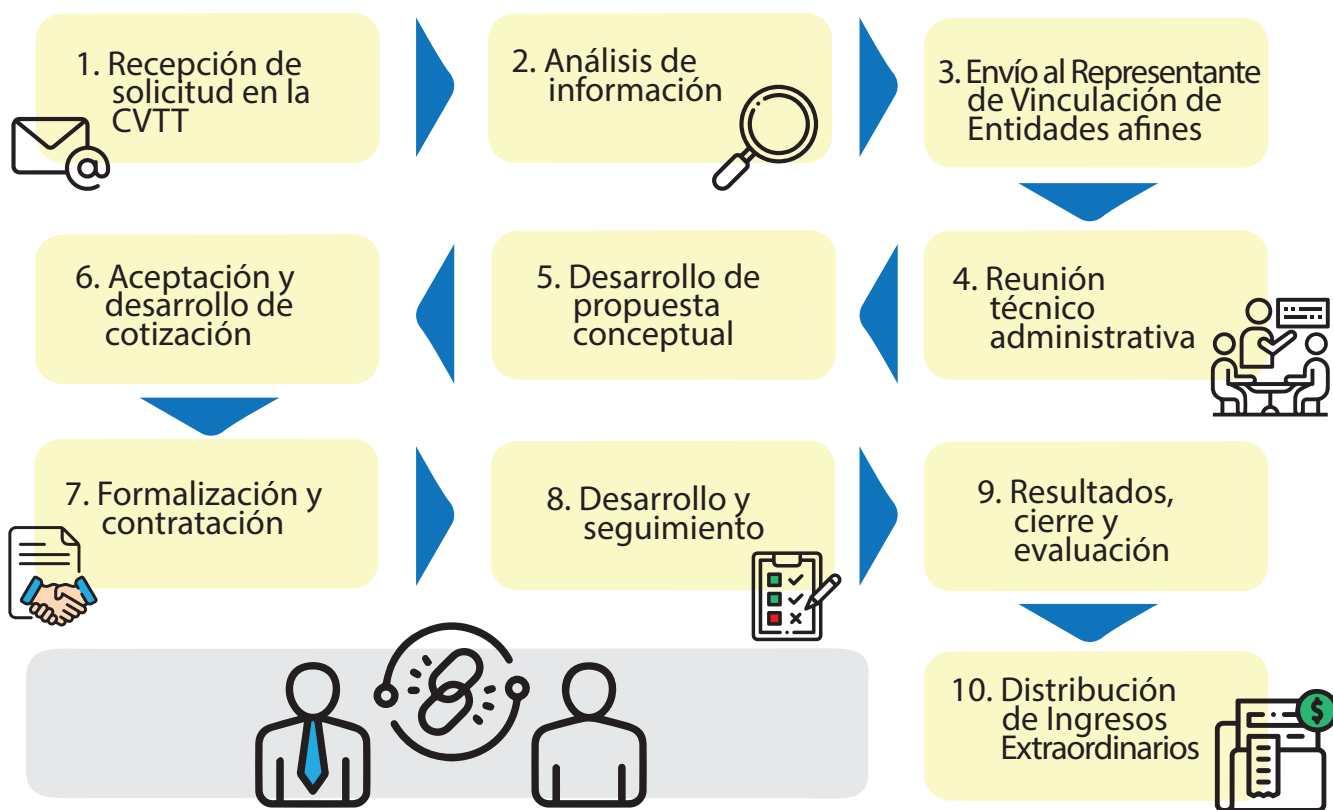 1. Recepción de
solicitud en la
CVTT
2. Análisis de
información
3. Envío al Representante
de Vinculación de
Entidades afines
4. Reunión
técnico
administrativa
5. Desarrollo de
propuesta
conceptual
6. Aceptación y
desarrollo de
cotización
7. Formalización y
contratación
8. Desarrollo y
seguimiento
9. Resultados,
cierre y
evaluación
10. Distribución
de Ingresos
Extraordinarios